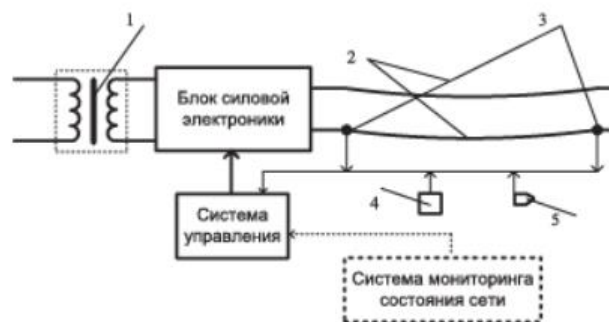 1
2
3
Блок силовой
электроники
4
5
Система
управления
Система мониторинга
состояния сети